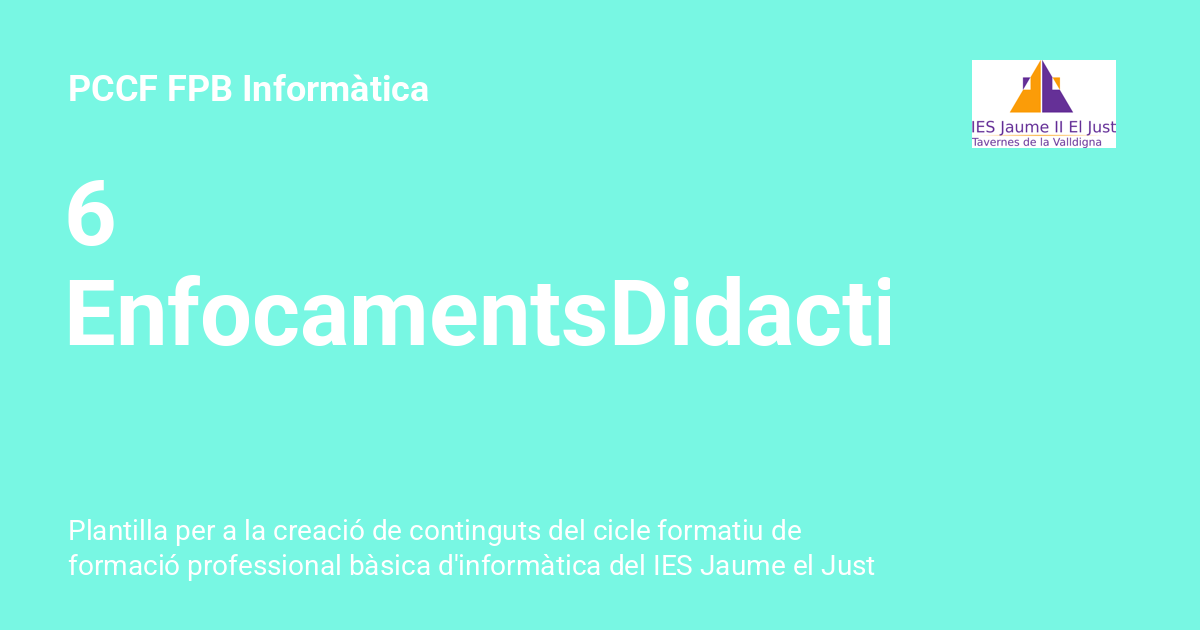 PCCF FPB Informàtica
IES Jaume II El Just
Tavernes de la Valldigna
6
EnfocamentsDidacti
Plantilla per a la creació de continguts del cicle formatiu de
formació professional bàsica d'informàtica del IES Jaume el Just